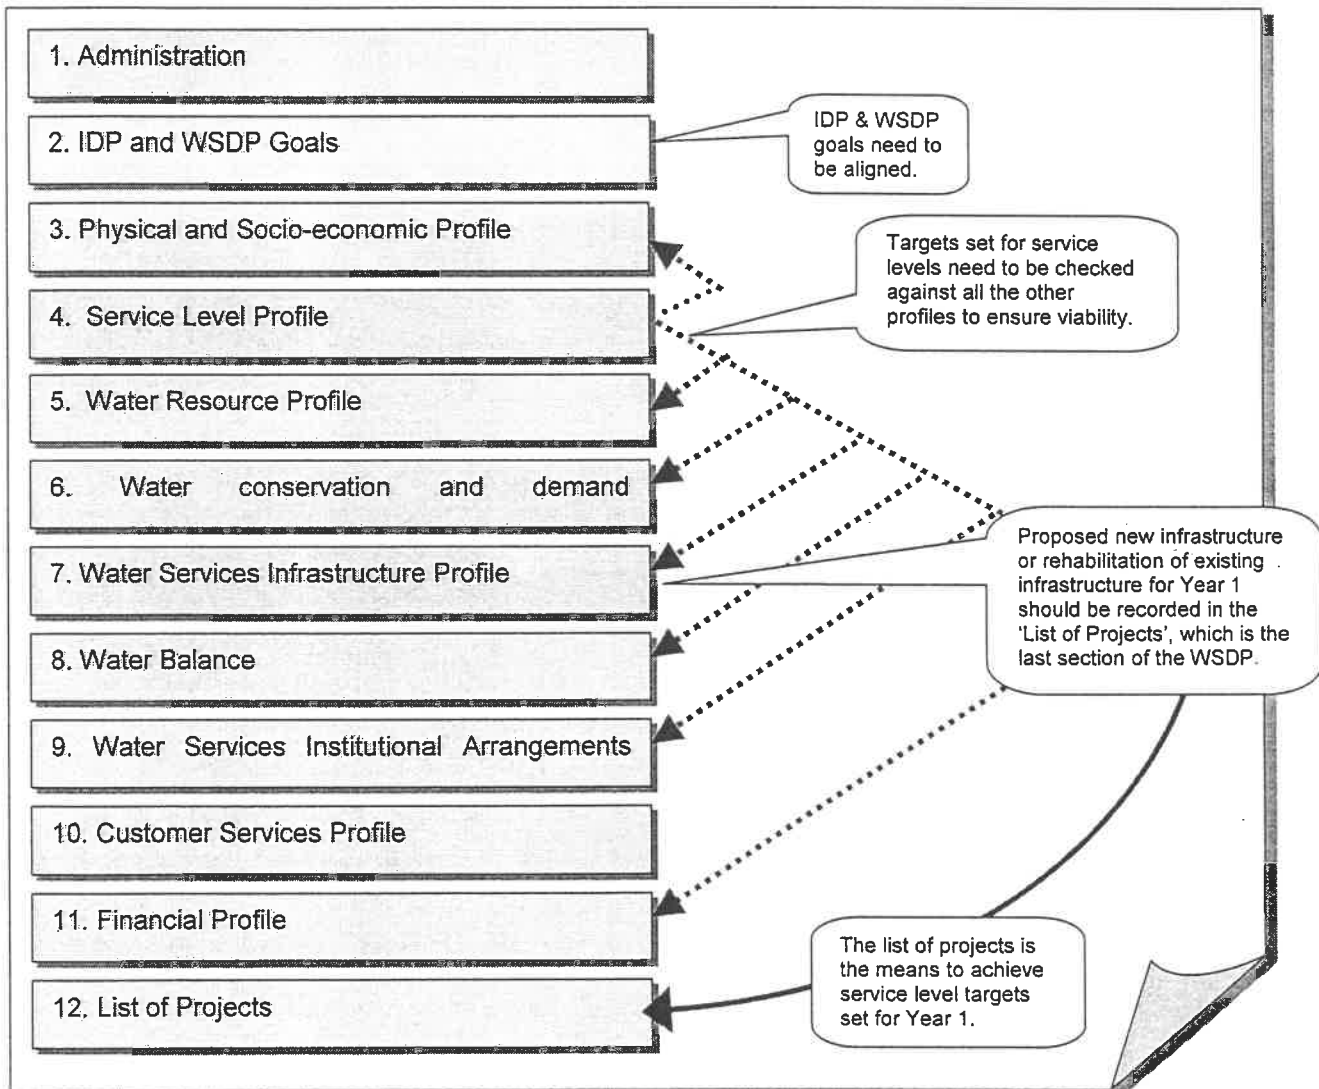 1. Administration
2. IDP and WSDP Goals
IDP & WSDP
goals need to
be aligned.
3. Physical and Socio-economic Profile
Targets set for service
levels need to be checked
against all the other
profiles to ensure viability.
4. Service Level Profile
5. Water Resource Profile
6. Water conservation and demand
7. Water Services Infrastructure Profile
Proposed new infrastructure
or rehabilitation of existing
infrastructure for Year 1
should be recorded in the
'List of Projects', which is the
last section of the WSDP.
8. Water Balance
9. Water Services Institutional Arrangements
10. Customer Services Profile
11. Financial Profile
The list of projects is
the means to achieve
service level targets
set for Year 1.
12. List of Projects